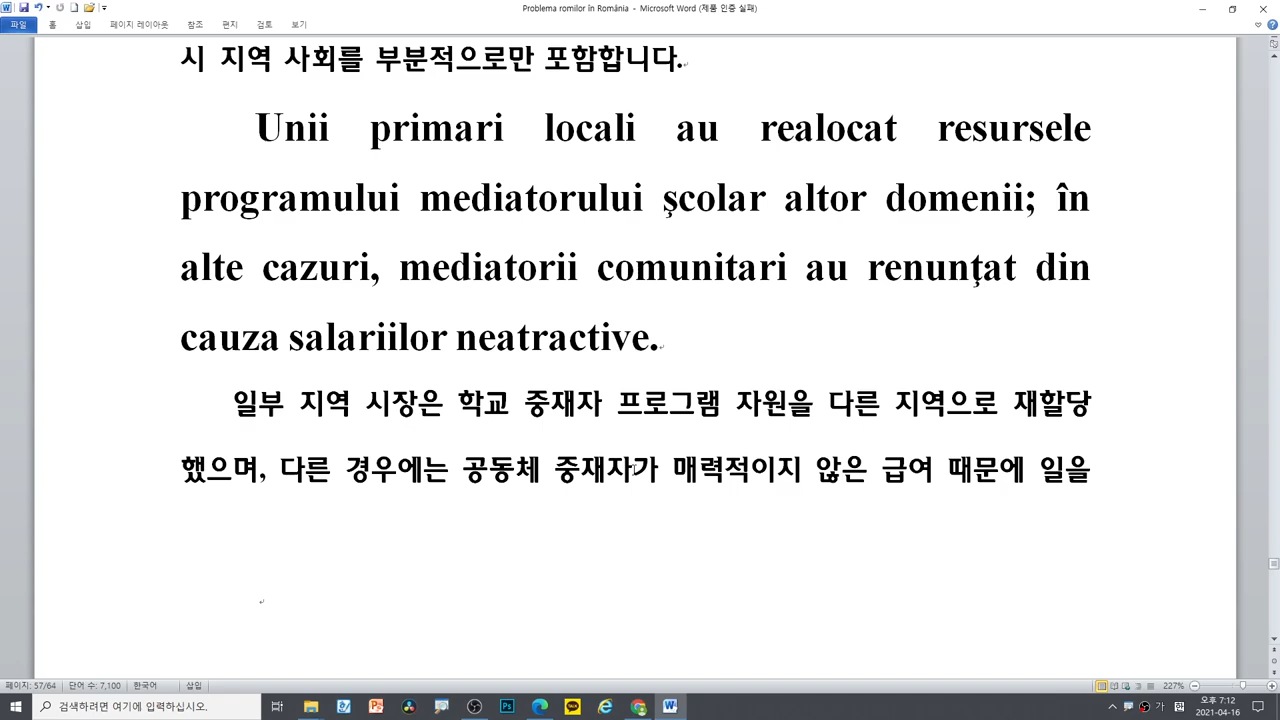 Problema romilor în România - Microsoft Word (제품 인증 실패)
파일 홈 삽입 페이지 레이아웃 참조 편지 검토 보기
시 지역 사회를 부분적으로만 포함합니다.
Unii primari locali au realocat resursele
programului mediatorului şcolar altor domenii; în
alte cazuri, mediatorii comunitari au renunţat din
cauza salariilor neatractive.
일부 지역 시장은 학교 중재자 프로그램 자원을 다른 지역으로 재할당
했으며, 다른 경우에는 공동체 중재자가 매력적이지 않은 급여 때문에 일을
페이지: 57/64 단어 수: 7,100 한국어 삽입 227%
검색하려면 여기에 입력하십시오. 가 오후 7:12
2021-04-16